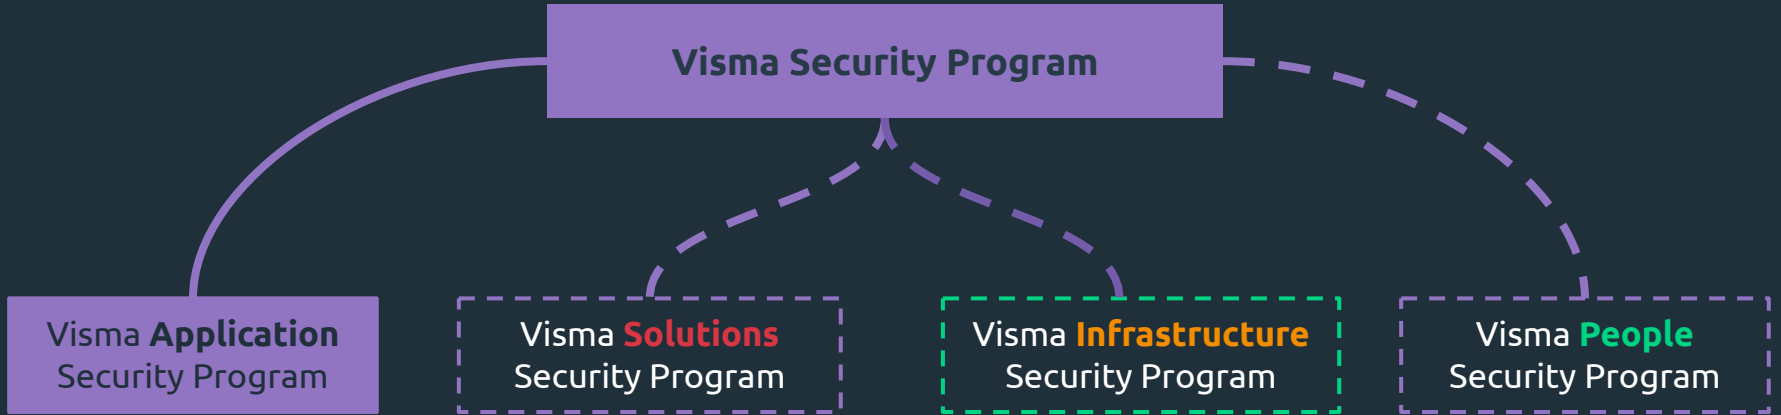 Visma Security Program
Visma Application
Security Program
Visma Solutions
Security Program
Visma Infrastructure
Security Program
Visma People
Security Program